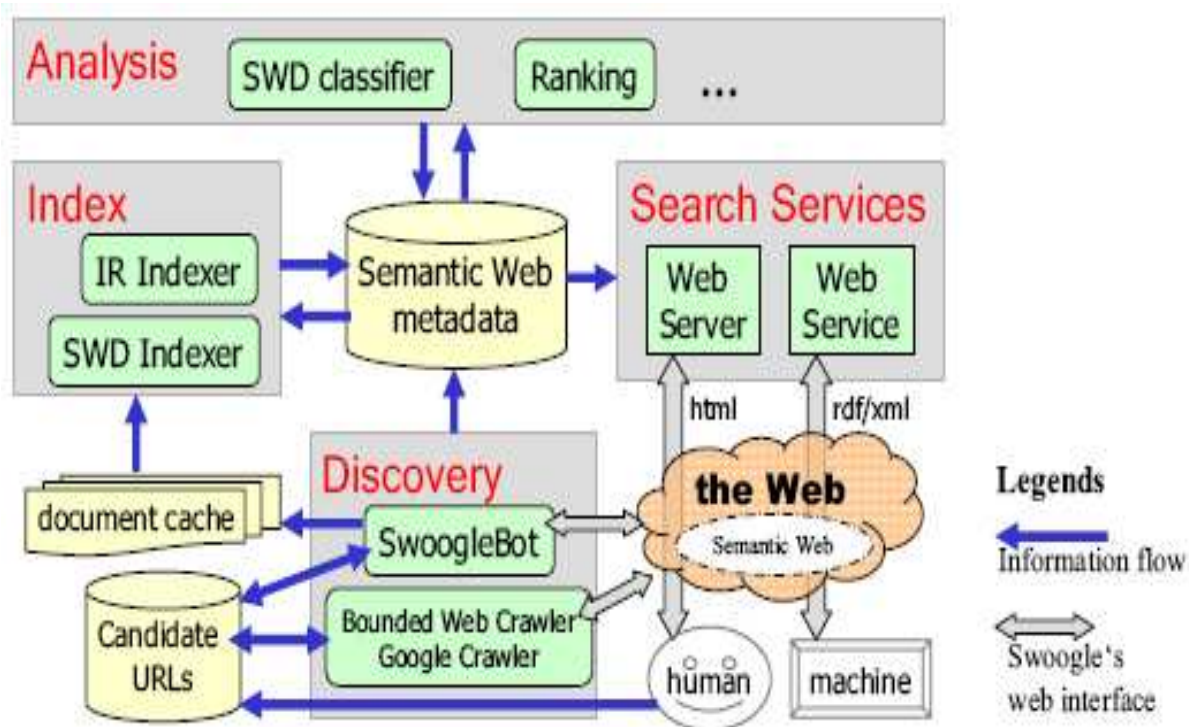 Analysis
SWD classifier
Ranking
...
Index
IR Indexer
SWD Indexer
Semantic Web
metadata
Search Services
Web
Server
Web
Service
html
rdf/xml
document cache
Discovery
SwoogleBot
Bounded Web Crawler
Google Crawler
Candidate
URLs
the Web
Semantic Web
human
machine
Legends
Information flow
Swoogle‘s
web interface